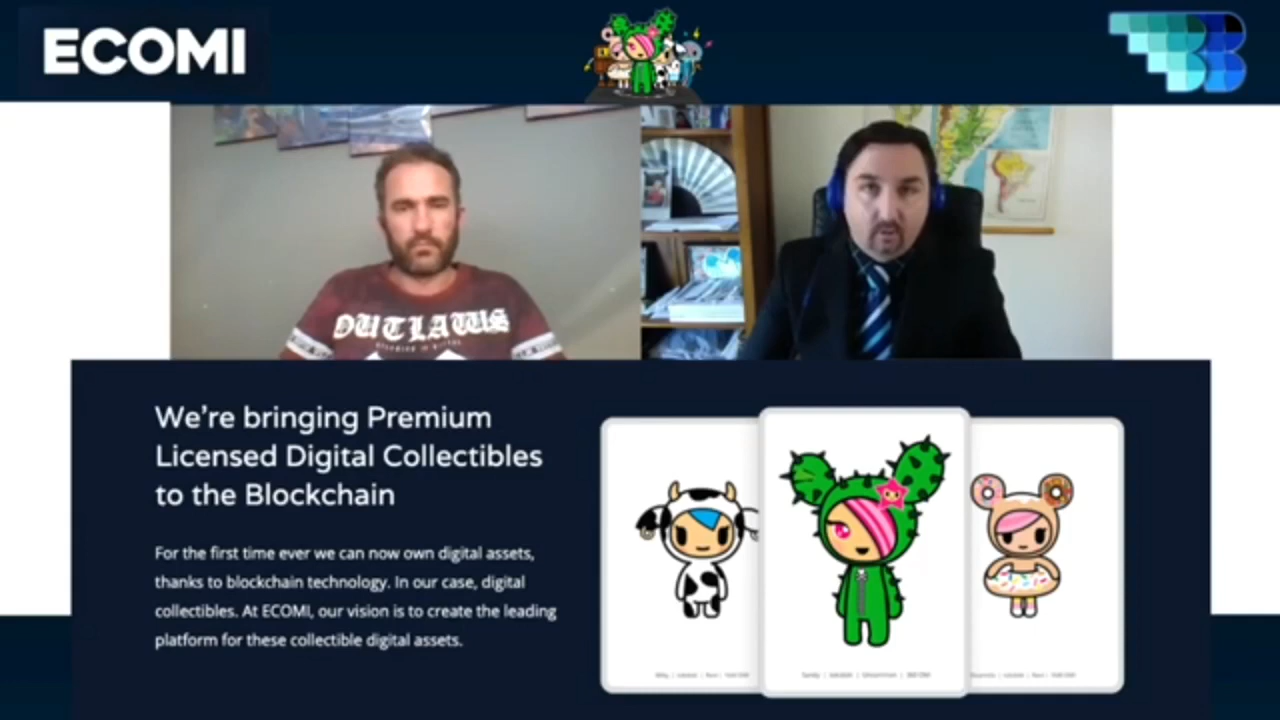 ECOMI
OUTLAWS
We're bringing Premium
Licensed Digital Collectibles
to the Blockchain
For the first time ever we can now own digital assets,
thanks to blockchain technology. In our case, digital
collectibles. At ECOMI, our vision is to create the leading
platform for these collectible digital assets.